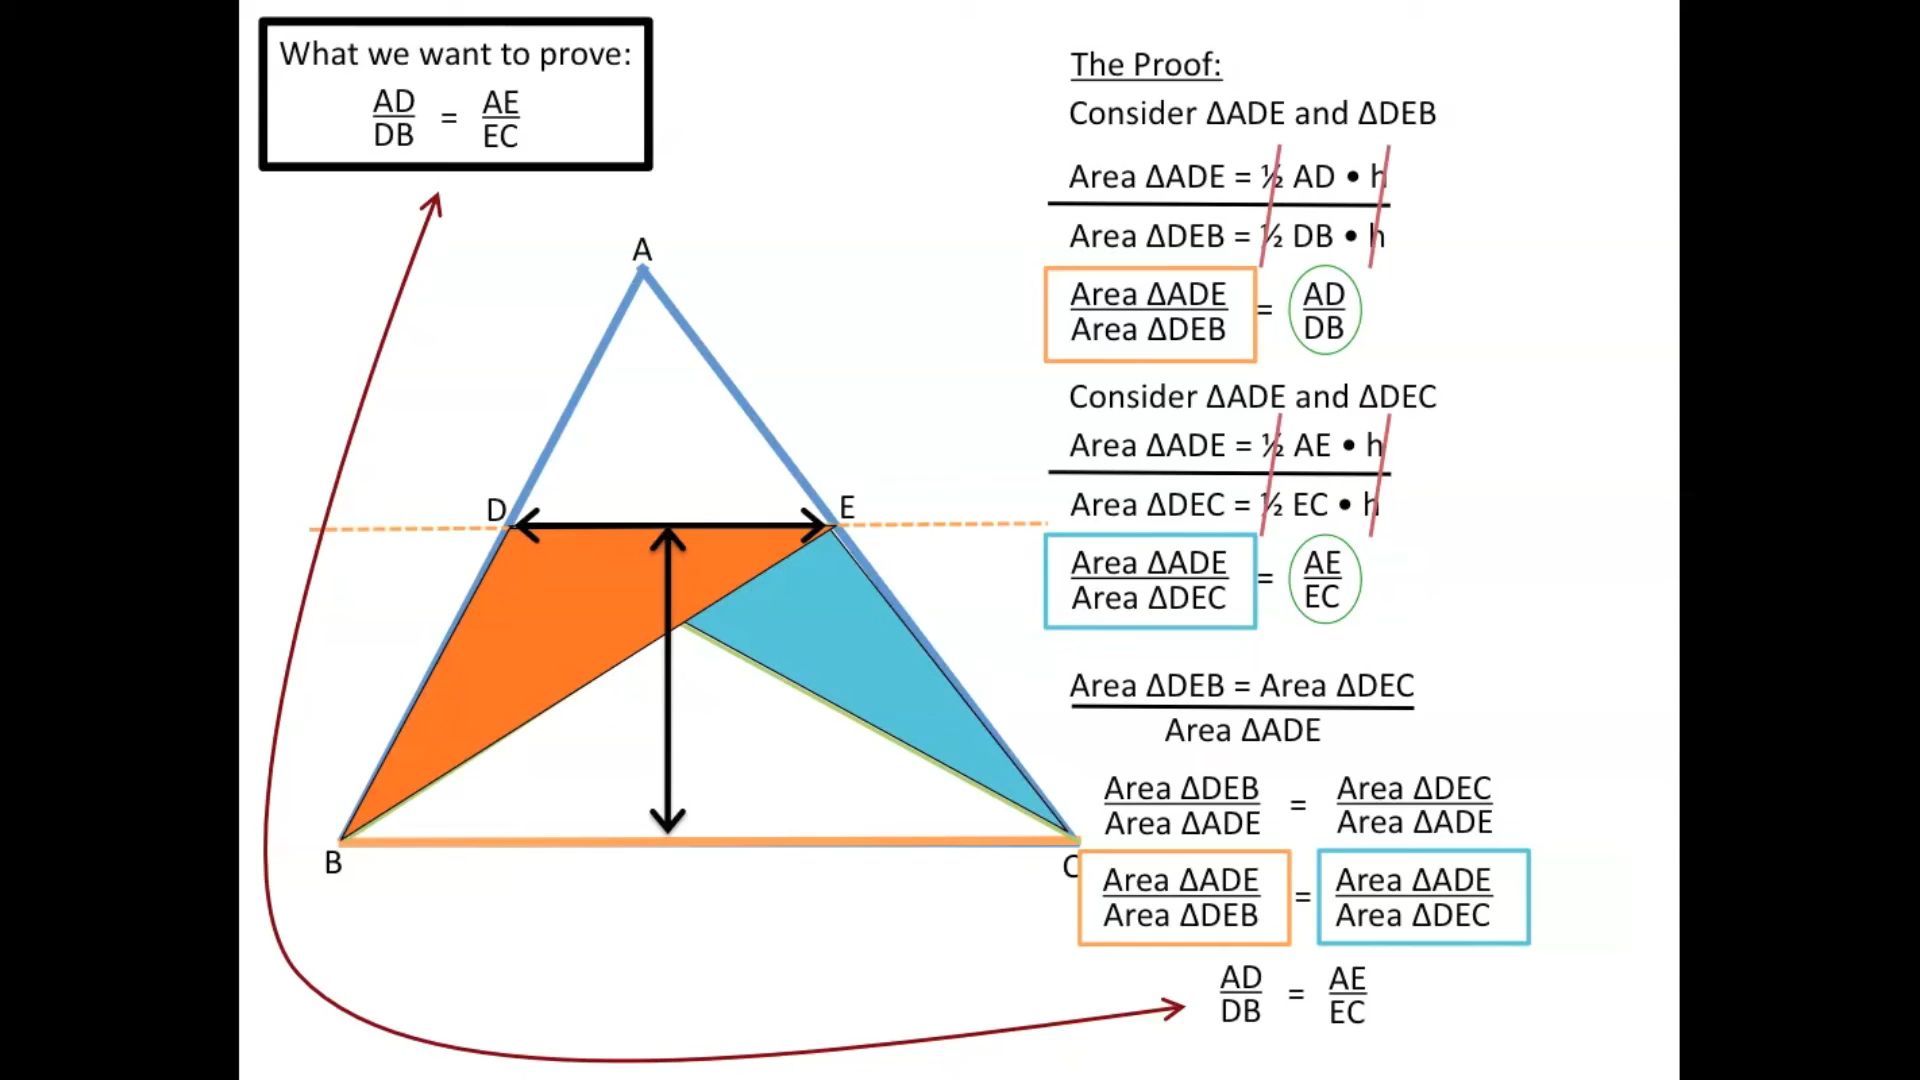 What we want to prove:
AD = AE
DB EC
A
D
E
B
C
The Proof:
Consider ΔADE and ΔDEB
Area ΔADE = ½ AD • h
Area ΔDEB = ½ DB • h
Area ΔADE = AD
Area ΔDEB DB
Consider ΔADE and ΔDEC
Area ΔADE = ½ AE • h
Area ΔDEC = ½ EC • h
Area ΔADE = AE
Area ΔDEC EC
Area ΔDEB = Area ΔDEC
Area ΔADE
Area ΔDEB = Area ΔDEC
Area ΔADE Area ΔADE
Area ΔADE = Area ΔADE
Area ΔDEB Area ΔDEC
AD = AE
DB EC